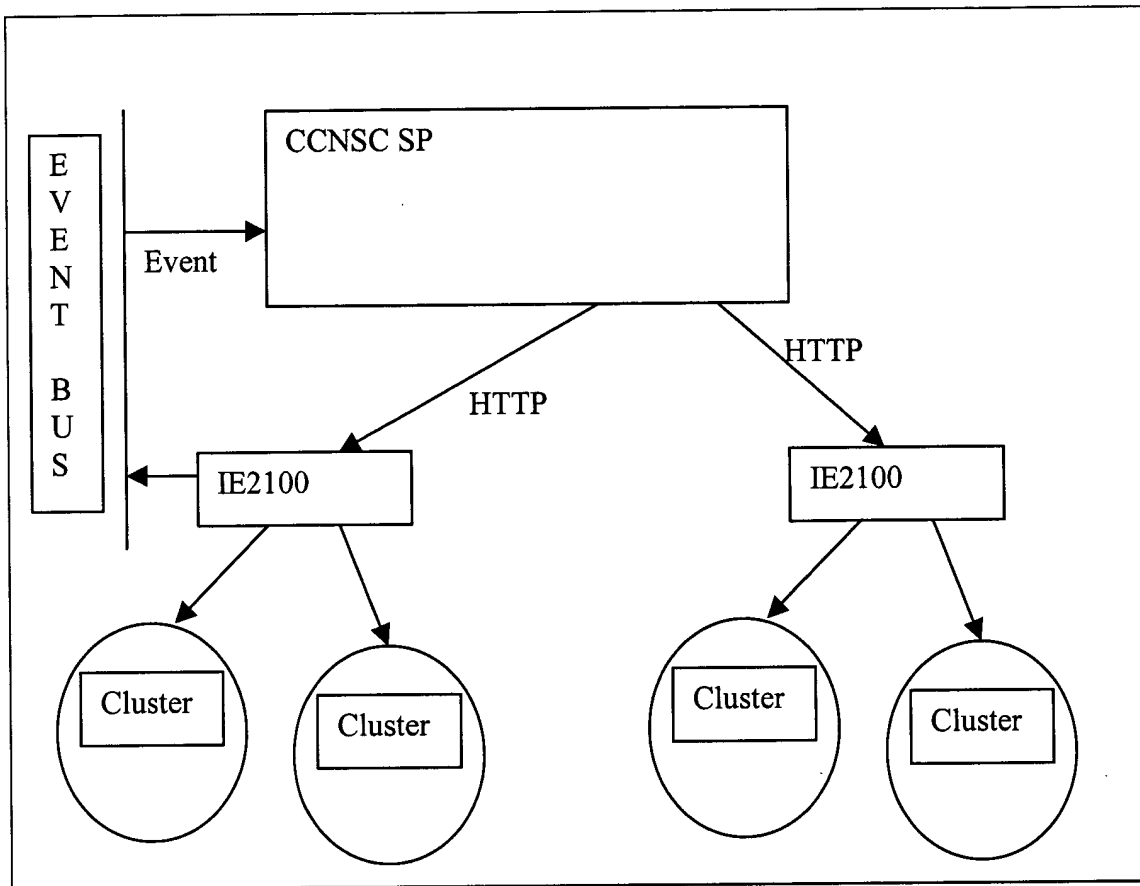 CCNSC SP
E
V
E
N
T
B
U
S
Event
HTTP
HTTP
IE2100
IE2100
Cluster
Cluster
Cluster
Cluster